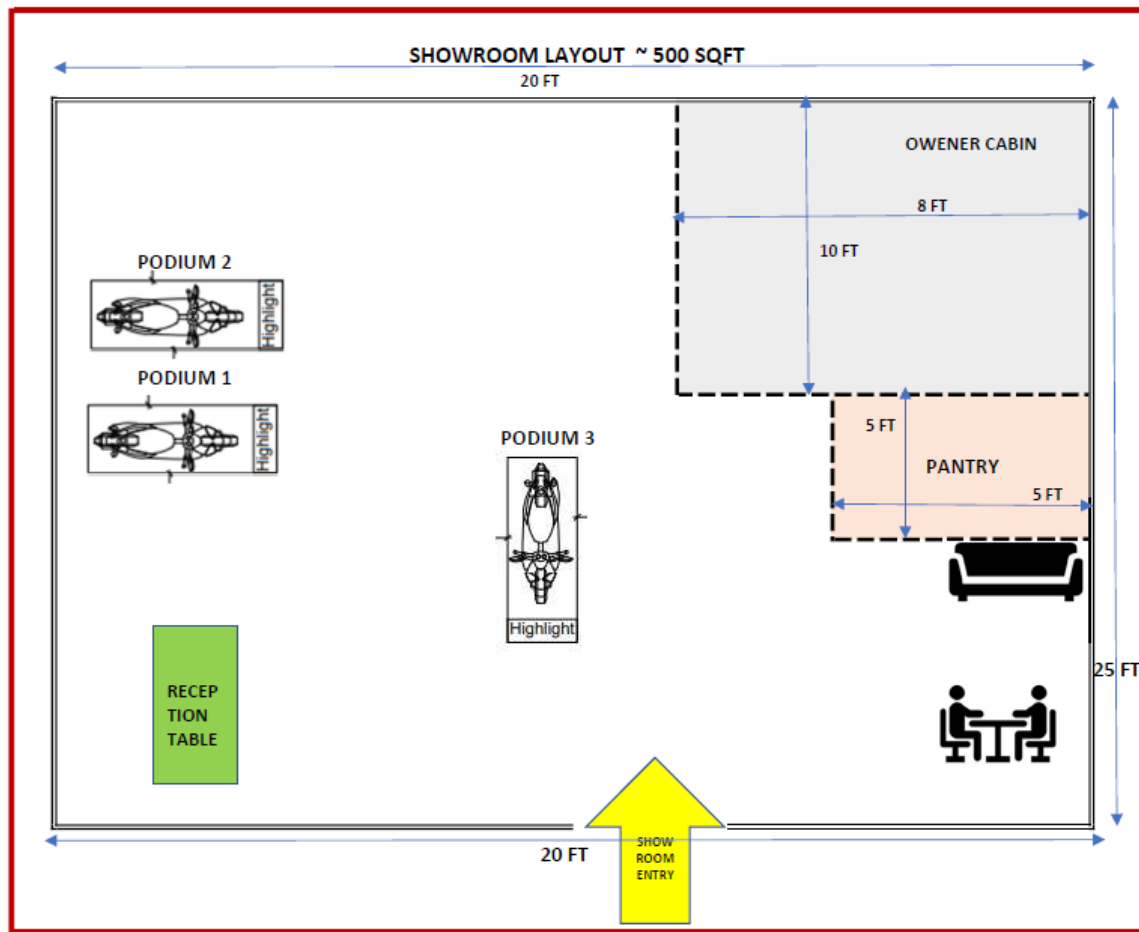 SHOWROOM LAYOUT ~ 500 SQFT
20 FT
OWENER CABIN
8 FT
10 FT
PODIUM 2
Highlight
PODIUM 1
Highlight
5 FT
PODIUM 3
PANTRY
5 FT
Highlight
25 FT
RECEP
TION
TABLE
SHOW
ROOM
ENTRY
20 FT